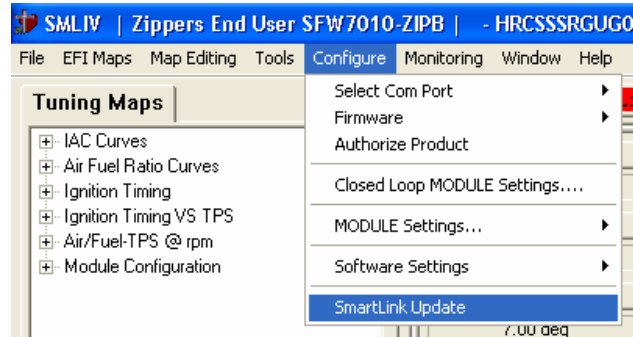 SMLIV | Zippers End User SFW7010-ZIPB | - HRCSSSRGUG0
File EFI Maps Map Editing Tools Configure Monitoring Window Help
Tuning Maps
IAC Curves
Air Fuel Ratio Curves
Ignition Timing
Ignition Timing VS TPS
Air/Fuel-TPS @ rpm
Module Configuration
Select Com Port
Firmware
Authorize Product
Closed Loop MODULE Settings....
MODULE Settings...
Software Settings
SmartLink Update
7.00 deg